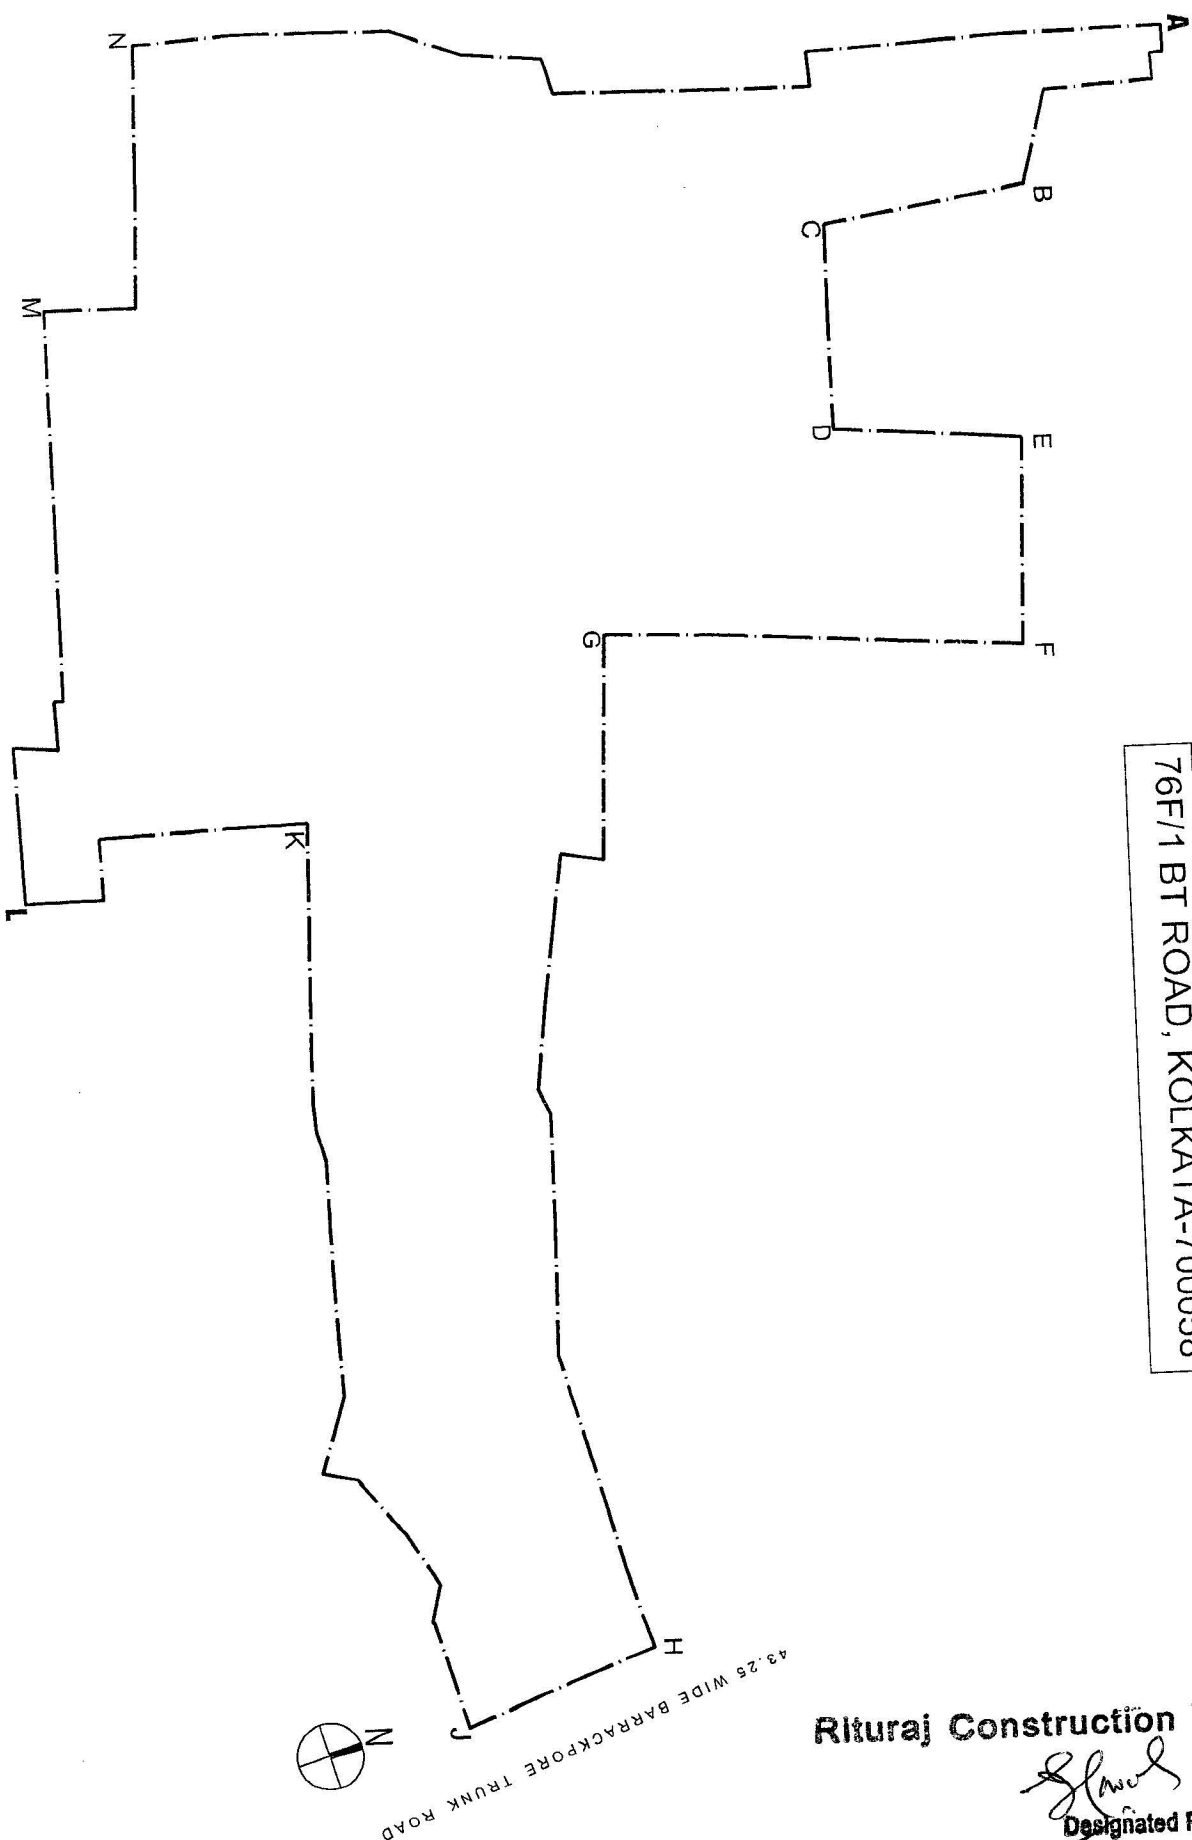 A
B
C
D
E
F
G
H
J
K
L
M
N
76F/1 BT ROAD, KOLKATA-700058
43.25 WIDE BARRACKPORE TRUNK ROAD
N
Rituraj Construction
Designated